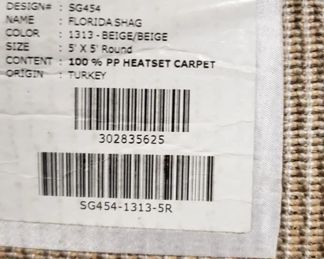 DESIGN# : SG454
NAME : FLORIDA SHAG
COLOR : 1313 - BEIGE/BEIGE
SIZE : 5' X 5' Round
CONTENT : 100 % PP HEATSET CARPET
ORIGIN : TURKEY
302835625
SG454-1313-5R